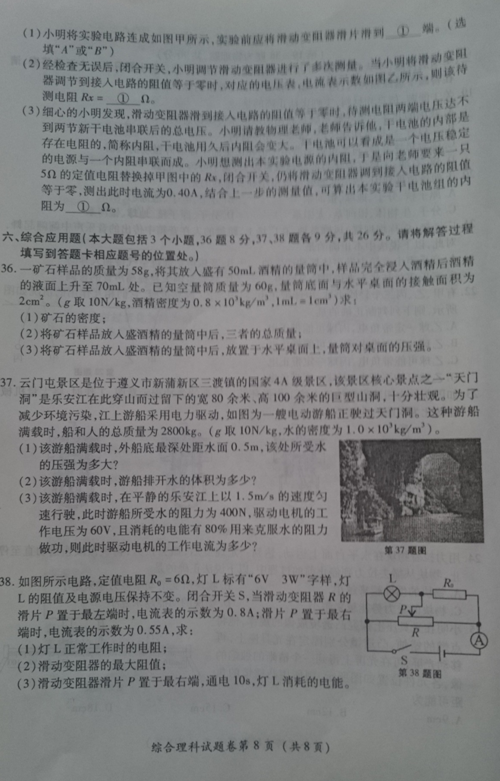 (1)小明将实验电路连成如图甲所示,实验前应将滑动变阻器滑片滑到 ① 端。(选
填“A”或“B”)
(2)经检查无误后,闭合开关,小明调节滑动变阻器进行了多次测量。当小明将滑动变阻
器调节到接入电路的阻值等于零时,对应的电压表、电流表示数如图乙所示,则该待
测电阻 Rx= ① Ω。
(3)细心的小明发现,滑动变阻器滑到接入电路的阻值等于零时,待测电阻两端电压达不
到两节新干电池串联后的总电压。小明请教物理老师,老师告诉他,干电池的内部是
存在电阻的,简称内阻,干电池用久后内阻会变大。干电池可以看成是一个电压稳定
的电源与一个内阻串联而成。小明想测出本实验电源的内阻,于是向老师要来一只
5Ω 的定值电阻替换掉甲图中的 Rx,闭合开关,仍将滑动变阻器调到接入电路的阻值
等于零,测出此时电流为0.40A,结合上一步的测量值,可算出本实验干电池组的内
阻为 ① Ω。
六、综合应用题(本大题包括3个小题,36题8分,37、38题各9分,共26分。请将解答过程
填写到答题卡相应题号的位置处。)
36.一矿石样品的质量为58g,将其放入盛有50mL酒精的量筒中,样品完全浸入酒精后酒精
的液面上升至70mL处。已知空量筒质量为60g,量筒底面与水平桌面的接触面积为
2cm²。(g取10N/kg,酒精密度为0.8×10³kg/m³,1mL=1cm³)求:
(1)矿石的密度;
(2)将矿石样品放入盛酒精的量筒中后,三者的总质量;
(3)将矿石样品放入盛酒精的量筒中后,放置于水平桌面上,量筒对桌面的压强。
37.云门屯景区是位于遵义市新蒲新区三渡镇的国家4A级景区,该景区核心景点之一“天门
洞”是乐安江在此穿山而过留下的宽80余米、高100余米的巨型山洞,十分壮观。为了
减少环境污染,江上游船采用电力驱动,如图为一艘电动游船正驶过天门洞。这种游船
满载时,船和人的总质量为2800kg。(g取10N/kg,水的密度为1.0×10³kg/m³)。
(1)该游船满载时,外船底最深处距水面0.5m,该处所受水
的压强为多大?
(2)该游船满载时,游船排开水的体积为多少?
(3)该游船满载时,在平静的乐安江上以1.5m/s的速度匀
速行驶,此时游船所受水的阻力为400N,驱动电机的工
作电压为60V,且消耗的电能有80%用来克服水的阻力
做功,则此时驱动电机的工作电流为多少?
第37题图
38.如图所示电路,定值电阻R₀=6Ω,灯L标有“6V 3W”字样,灯
L的阻值及电源电压保持不变。闭合开关S,当滑动变阻器R的
滑片P置于最左端时,电流表的示数为0.8A;滑片P置于最右
端时,电流表的示数为0.55A,求:
(1)灯L正常工作时的电阻;
(2)滑动变阻器的最大阻值;
(3)滑动变阻器滑片P置于最右端,通电10s,灯L消耗的电能。
L
R₀
P
R
A
S
第38题图
综合理科试题卷第8页(共8页)